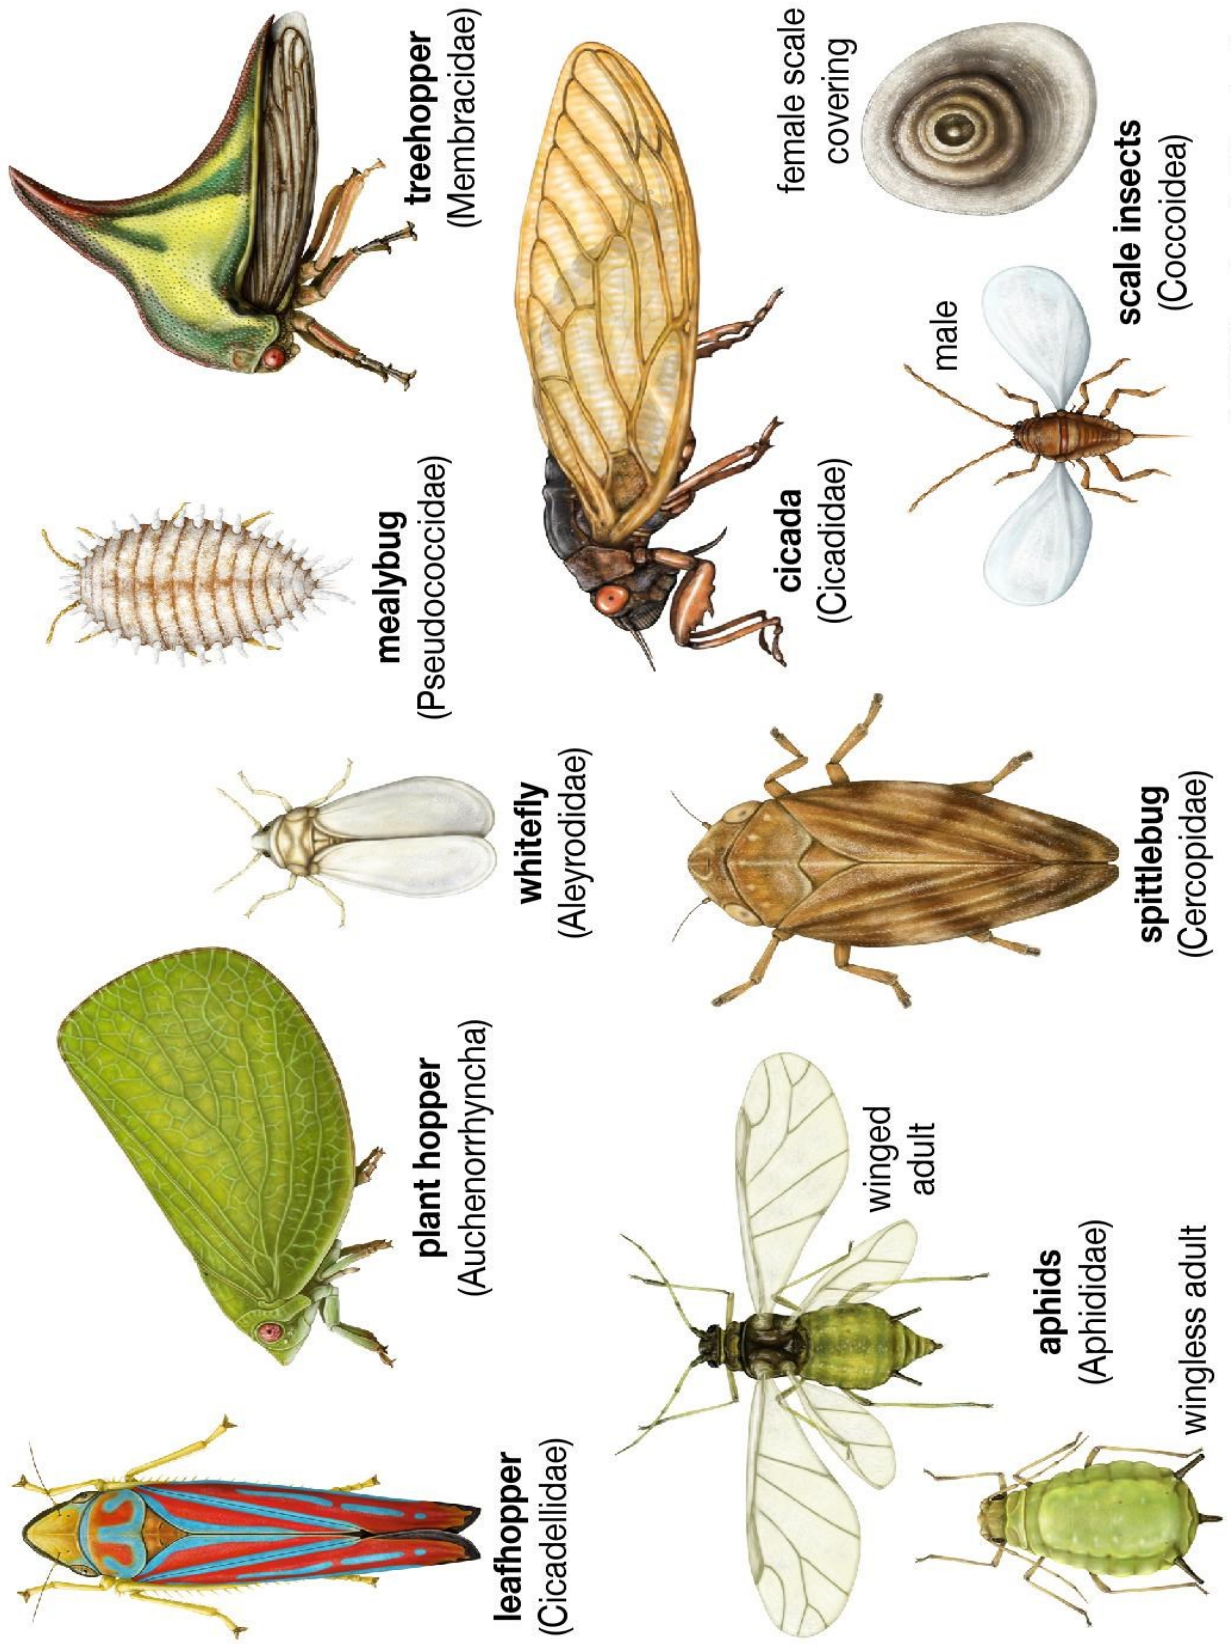 leafhopper
(Cicadellidae)
plant hopper
(Auchenorrhyncha)
whitefly
(Aleyrodidae)
mealybug
(Pseudococcidae)
treehopper
(Membracidae)
wingless adult
aphids
(Aphididae)
winged
adult
spittlebug
(Cercopidae)
cicada
(Cicadidae)
male
female scale
covering
scale insects
(Coccoidea)